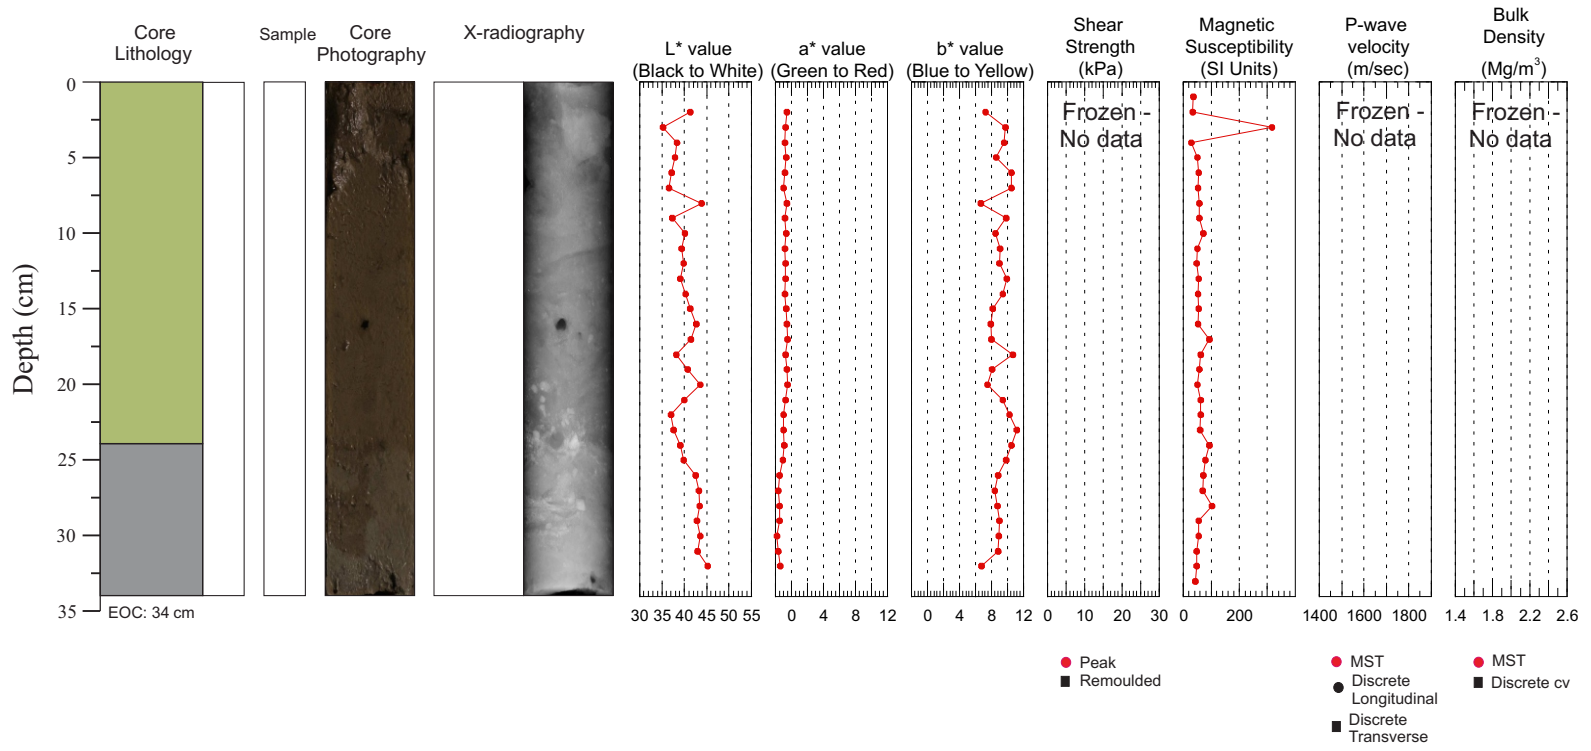 Core
Lithology
Sample
Core
Photography
X-radiography
L* value
(Black to White)
a* value
(Green to Red)
b* value
(Blue to Yellow)
Shear
Strength
(kPa)
Magnetic
Susceptibility
(SI Units)
P-wave
velocity
(m/sec)
Bulk
Density
(Mg/m³)
Depth (cm)
0
5
10
15
20
25
30
35
EOC: 34 cm
Frozen -
No data
Frozen -
No data
Frozen -
No data
30 35 40 45 50 55
0 4 8 12
0 4 8 12
0 10 20 30
0 200
1400 1600 1800
1.4 1.8 2.2 2.6
Peak
Remoulded
MST
Discrete
Longitudinal
Discrete
Transverse
MST
Discrete cv